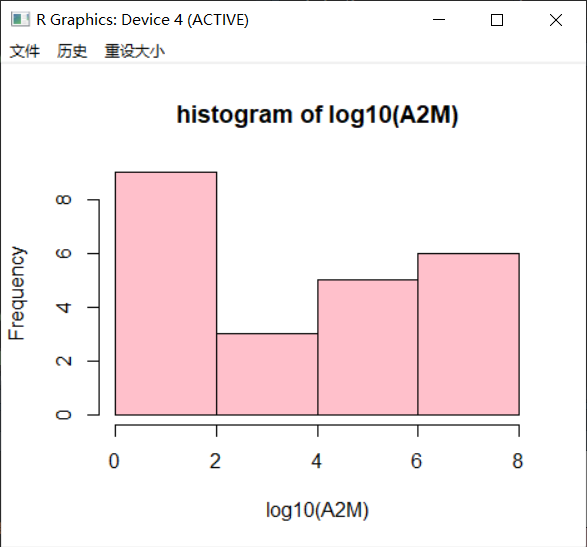 R Graphics: Device 4 (ACTIVE)
文件 历史 重设大小
histogram of log10(A2M)
Frequency
8
6
4
2
0
0 2 4 6 8
log10(A2M)